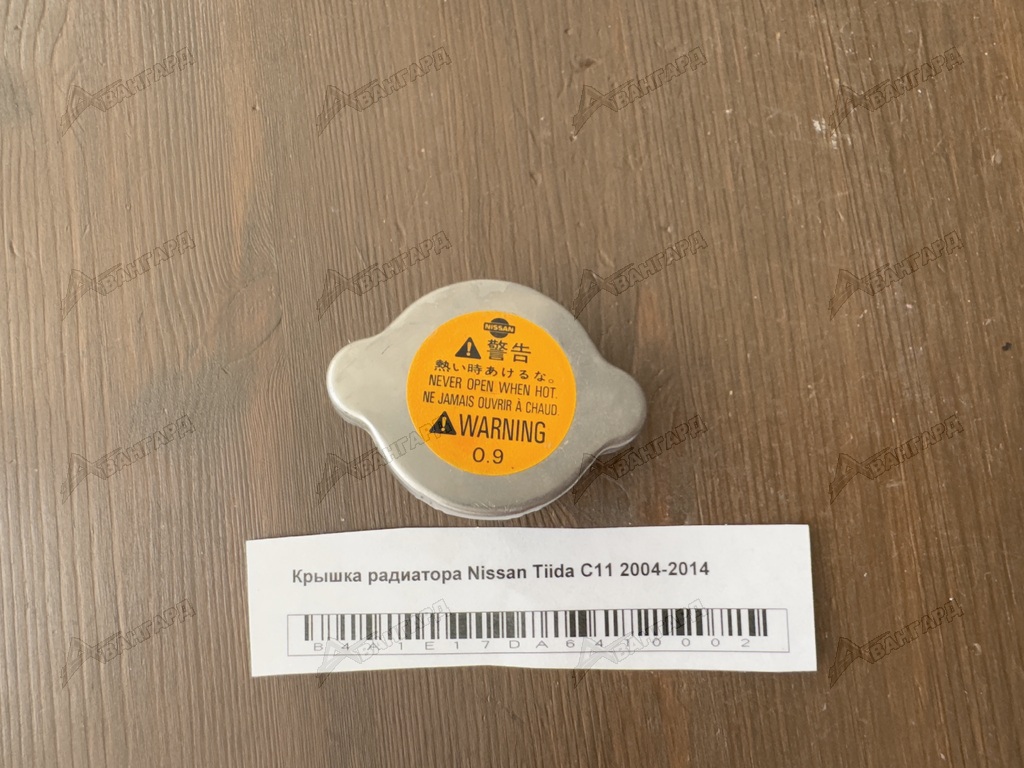 NISSAN
警告
熱い時あけるな。
NEVER OPEN WHEN HOT.
NE JAMAIS OUVRIR À CHAUD
WARNING
0.9
Крышка радиатора Nissan Tiida C11 2004-2014
АВАНГАРД